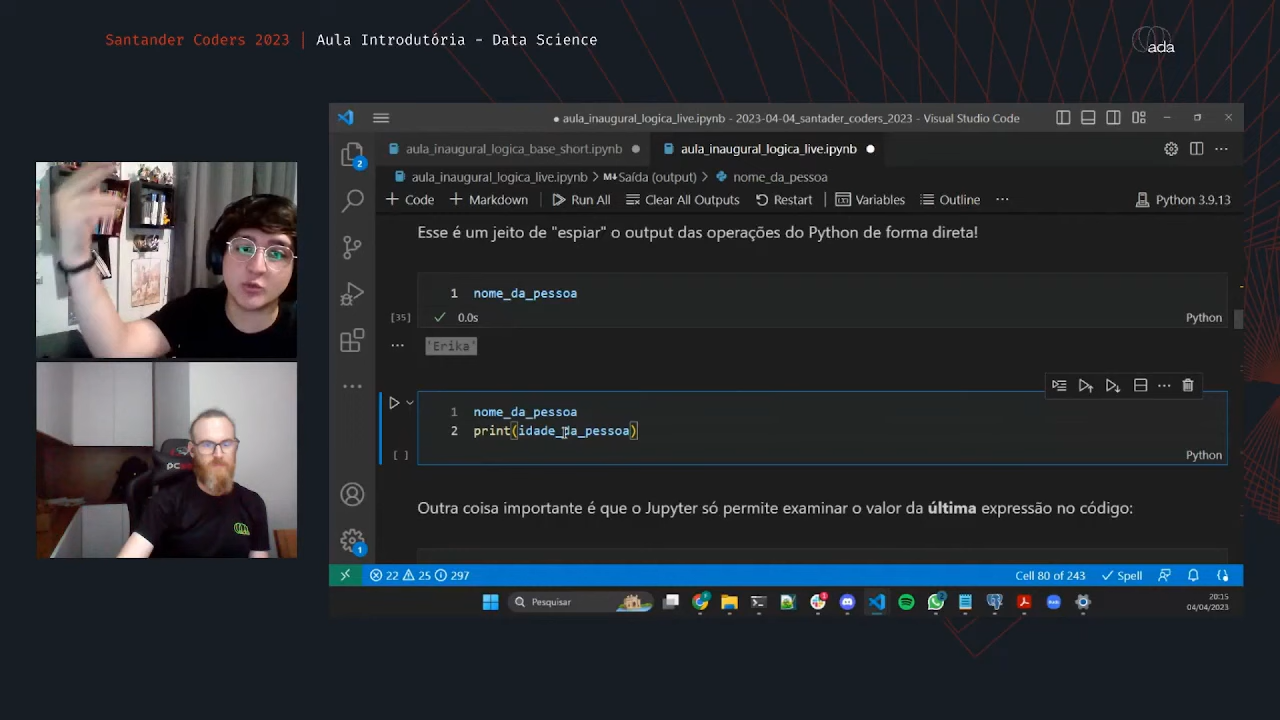 Santander Coders 2023 | Aula Introdutória - Data Science
ada
● aula_inaugural_logica_live.ipynb - 2023-04-04_santader_coders_2023 - Visual Studio Code
aula_inaugural_logica_base_short.ipynb ● aula_inaugural_logica_live.ipynb ●
aula_inaugural_logica_live.ipynb > M↓Saída (output) > nome_da_pessoa
+ Code + Markdown Run All Clear All Outputs Restart Variables Outline ··· Python 3.9.13
2
Esse é um jeito de "espiar" o output das operações do Python de forma direta!
1 nome_da_pessoa
[35] ✓ 0.0s Python
··· 'Erika'
1 nome_da_pessoa
2 print(idade_da_pessoa)
[ ] Python
Outra coisa importante é que o Jupyter só permite examinar o valor da última expressão no código:
1
22 25 297 Cell 80 of 243 ✓ Spell
Pesquisar 20:15
04/04/2023